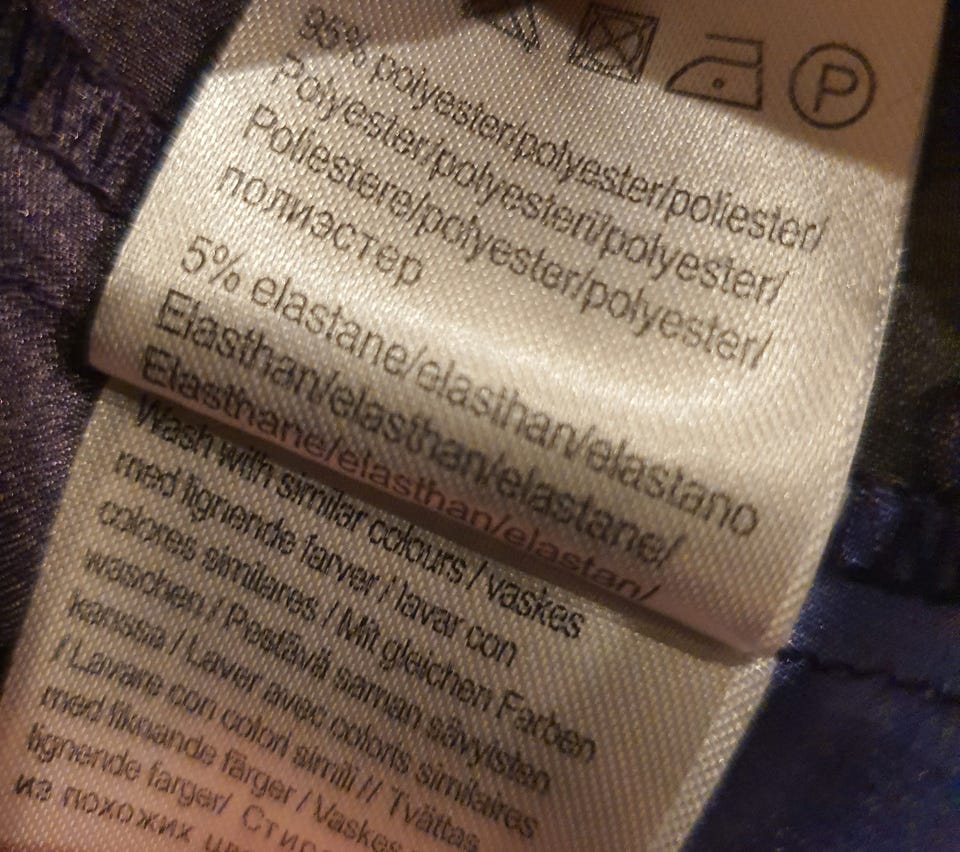 P
95% polyester/polyester/poliester/
Polyester/polyesteri/polyester/
Poliestere/polyester/polyester/
полиэстер
5% elastane/elasthan/elastano
Elasthan/elasthan/elastane/
Elasthane/elasthan/elastan/
Wash with similar colours / vaskes
med lignende farver / lavar con
colores similares / Mit gleichen Farben
waschen / Pestävä saman sävyisten
kanssa / Laver avec coloris similaires
/ Lavare con colori simili // Tvättas
med liknande färger / Vaskes
lignende farger/
из похожих